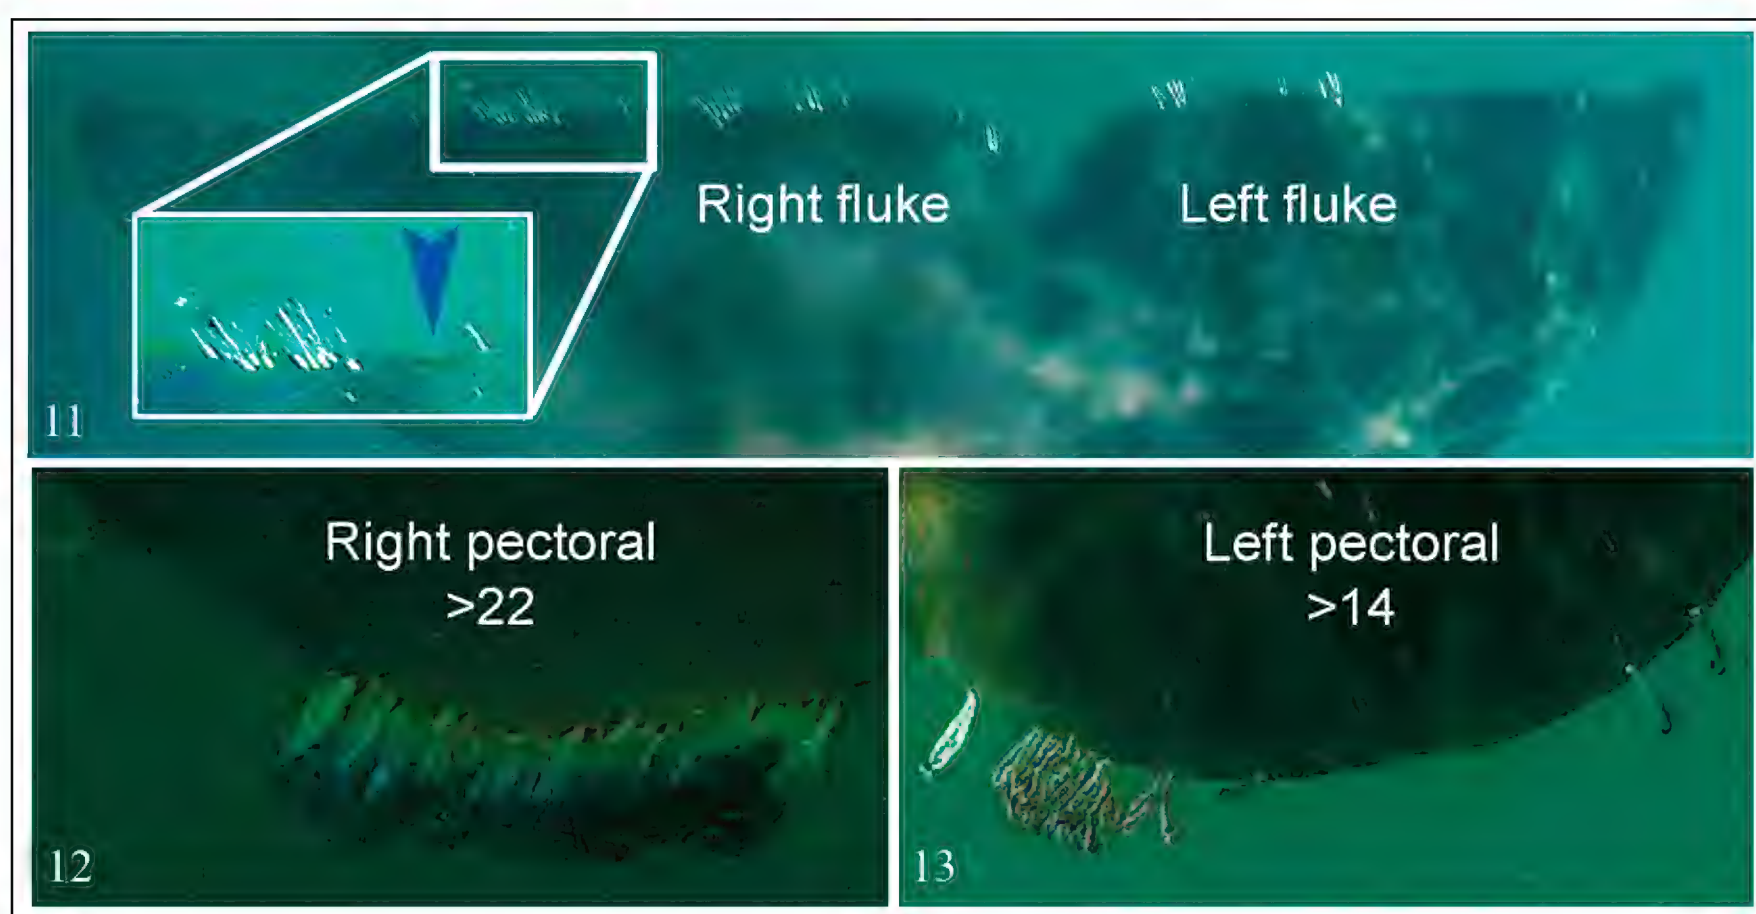 Right fluke
Left fluke
11
Right pectoral
>22
12
Left pectoral
>14
13